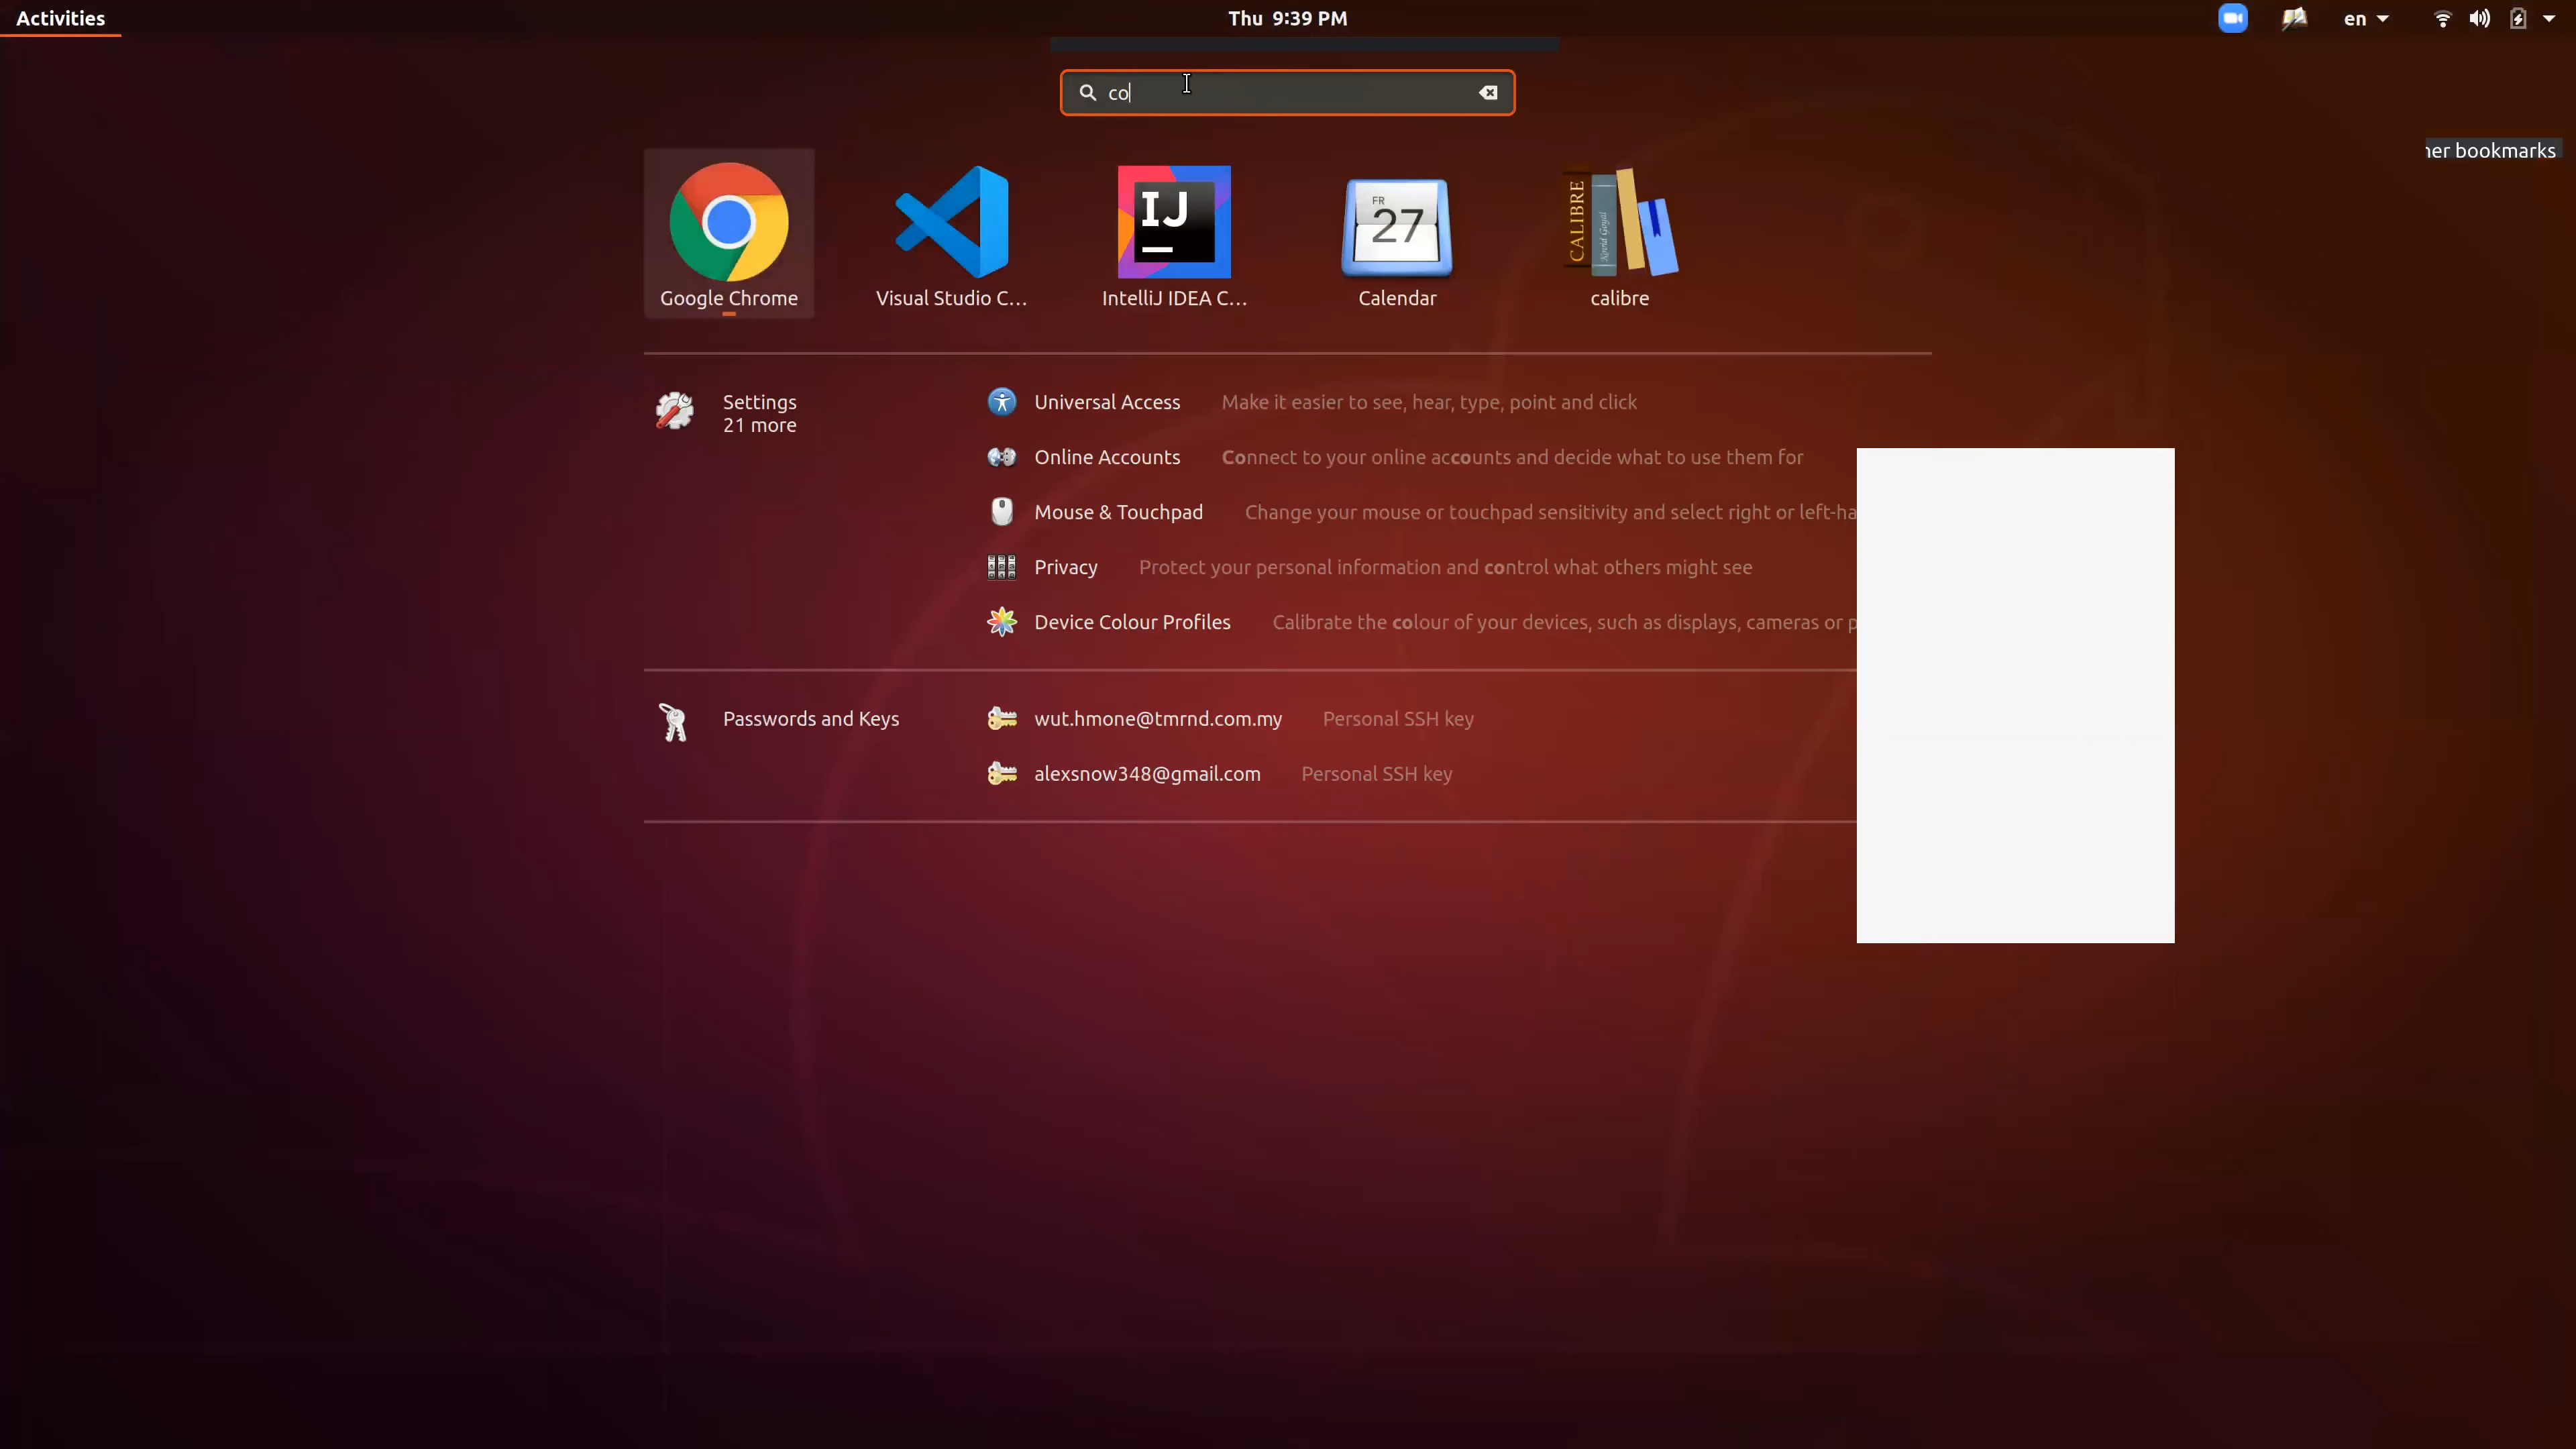 Activities
Thu 9:39 PM
en
co
her bookmarks
IJ
FR
27
CALIBRE
Kovid Goyal
Google Chrome
Visual Studio C...
IntelliJ IDEA C...
Calendar
calibre
Settings
21 more
Universal Access Make it easier to see, hear, type, point and click
Online Accounts Connect to your online accounts and decide what to use them for
Mouse & Touchpad Change your mouse or touchpad sensitivity and select right or left-ha
Privacy Protect your personal information and control what others might see
Device Colour Profiles Calibrate the colour of your devices, such as displays, cameras or p
Passwords and Keys
wut.hmone@tmrnd.com.my Personal SSH key
alexsnow348@gmail.com Personal SSH key